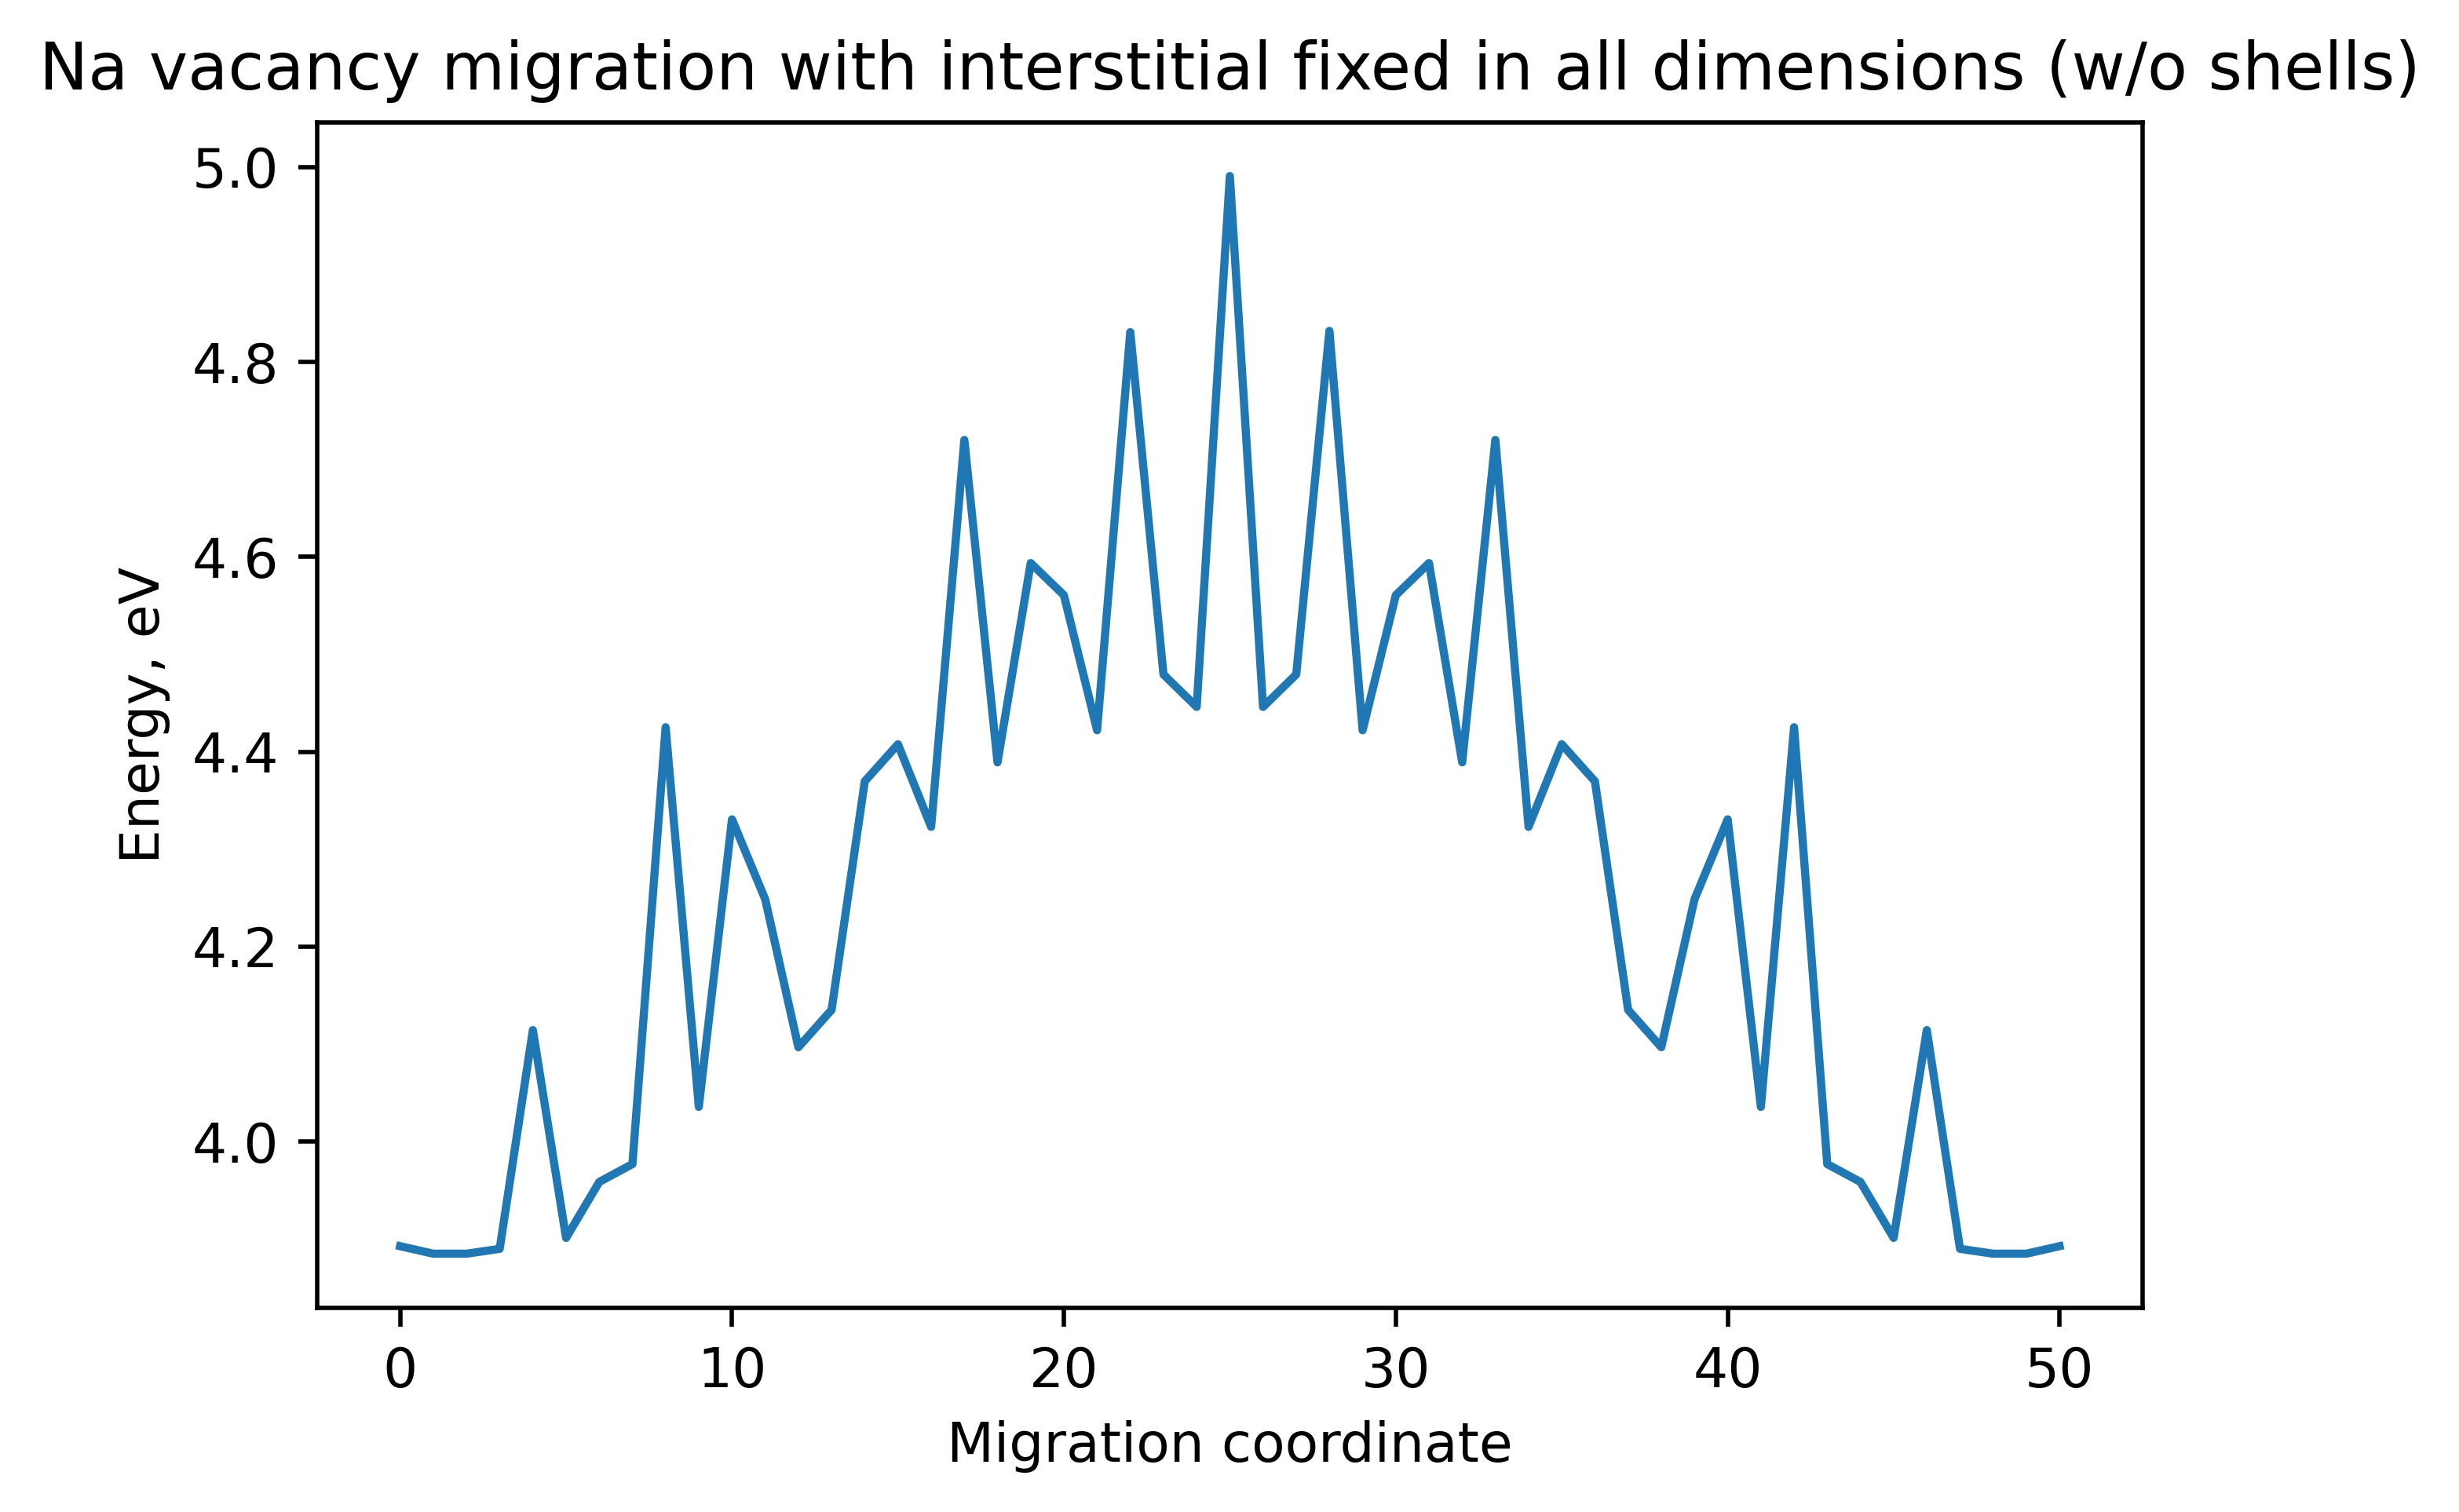 Na vacancy migration with interstitial fixed in all dimensions (w/o shells)
5.0
4.8
4.6
4.4
4.2
4.0
Energy, eV
0 10 20 30 40 50
Migration coordinate